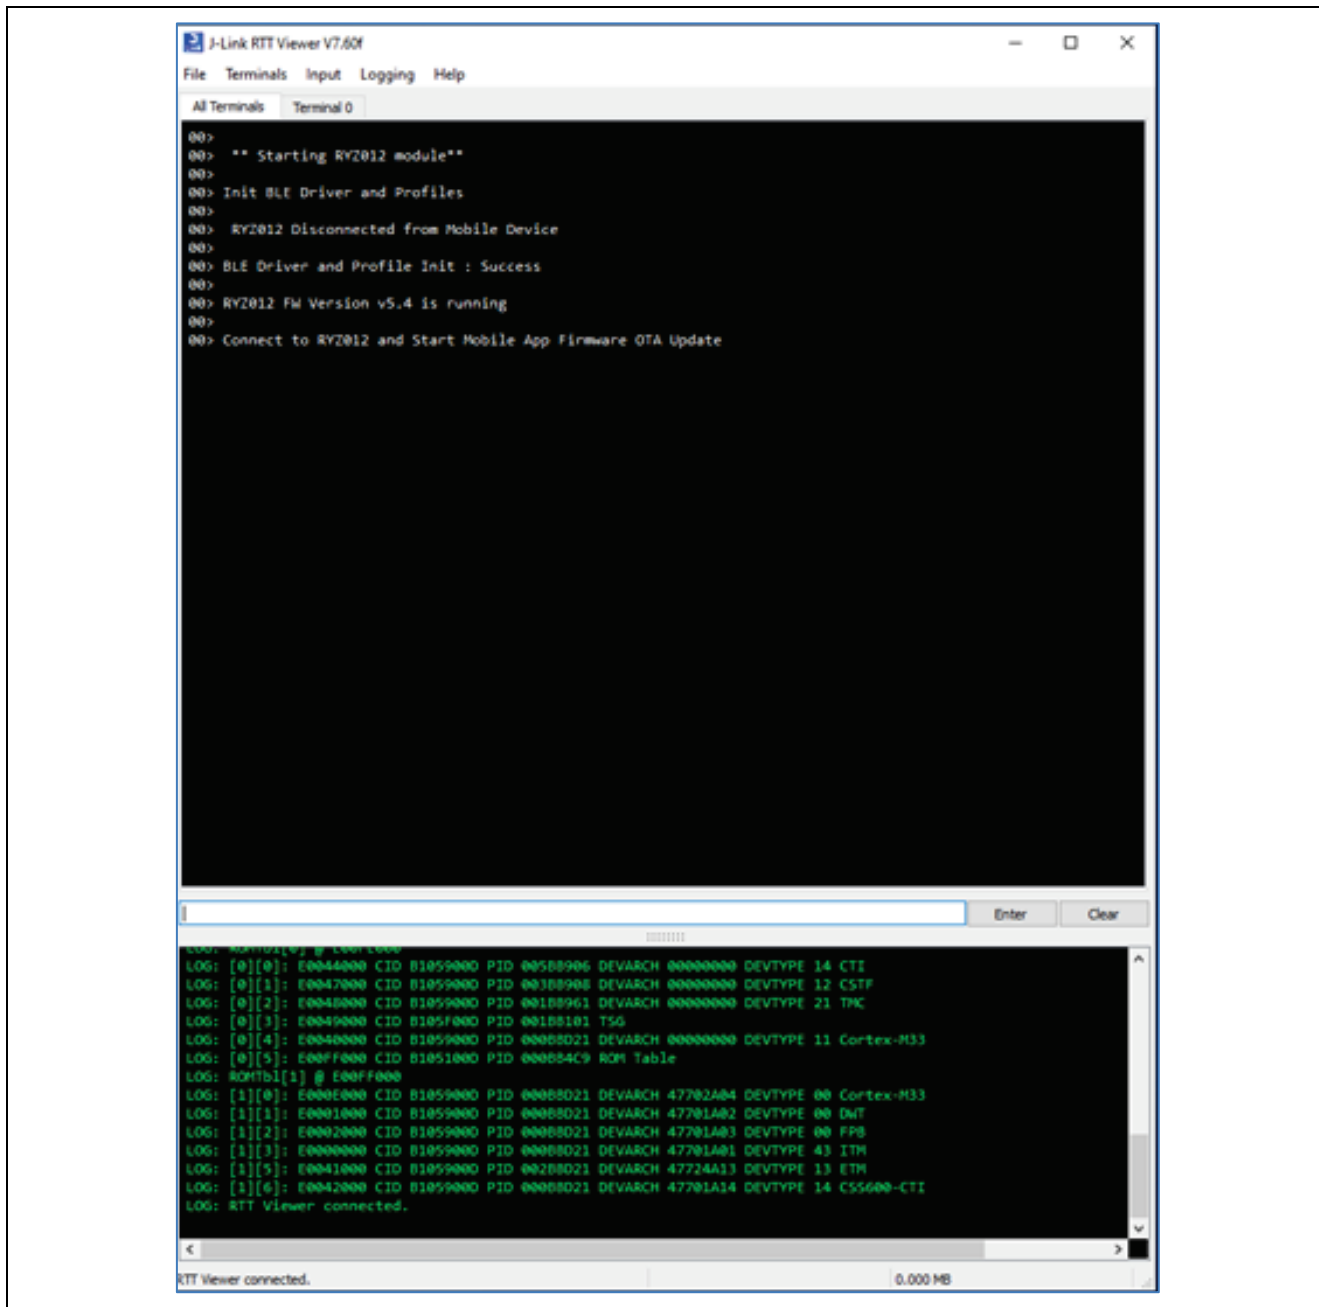 J-Link RTT Viewer V7.60f
File Terminals Input Logging Help
All Terminals Terminal 0
00>
00> ** Starting RYZ012 module**
00>
00> Init BLE Driver and Profiles
00>
00> RYZ012 Disconnected from Mobile Device
00>
00> BLE Driver and Profile Init : Success
00>
00> RYZ012 FW Version v5.4 is running
00>
00> Connect to RYZ012 and Start Mobile App Firmware OTA Update
Enter Clear
LOG: ROMTbl[0] @ E00FE000
LOG: [0][0]: E0044000 CID B105900D PID 005BB906 DEVARCH 00000000 DEVTYPE 14 CTI
LOG: [0][1]: E0047000 CID B105900D PID 003BB908 DEVARCH 00000000 DEVTYPE 12 CSTF
LOG: [0][2]: E0048000 CID B105900D PID 001BB961 DEVARCH 00000000 DEVTYPE 21 TMC
LOG: [0][3]: E0049000 CID B105F00D PID 001BB101 TSG
LOG: [0][4]: E0040000 CID B105900D PID 000BBD21 DEVARCH 00000000 DEVTYPE 11 Cortex-M33
LOG: [0][5]: E00FF000 CID B105100D PID 000BB4C9 ROM Table
LOG: ROMTbl[1] @ E00FF000
LOG: [1][0]: E000E000 CID B105900D PID 000BBD21 DEVARCH 47702A04 DEVTYPE 00 Cortex-M33
LOG: [1][1]: E0001000 CID B105900D PID 000BBD21 DEVARCH 47701A02 DEVTYPE 00 DWT
LOG: [1][2]: E0002000 CID B105900D PID 000BBD21 DEVARCH 47701A03 DEVTYPE 00 FPB
LOG: [1][3]: E0000000 CID B105900D PID 000BBD21 DEVARCH 47701A01 DEVTYPE 43 ITM
LOG: [1][5]: E0041000 CID B105900D PID 002BBD21 DEVARCH 47724A13 DEVTYPE 13 ETM
LOG: [1][6]: E0042000 CID B105900D PID 000BBD21 DEVARCH 47701A14 DEVTYPE 14 CSS600-CTI
LOG: RTT Viewer connected.
RTT Viewer connected. 0.000 MB